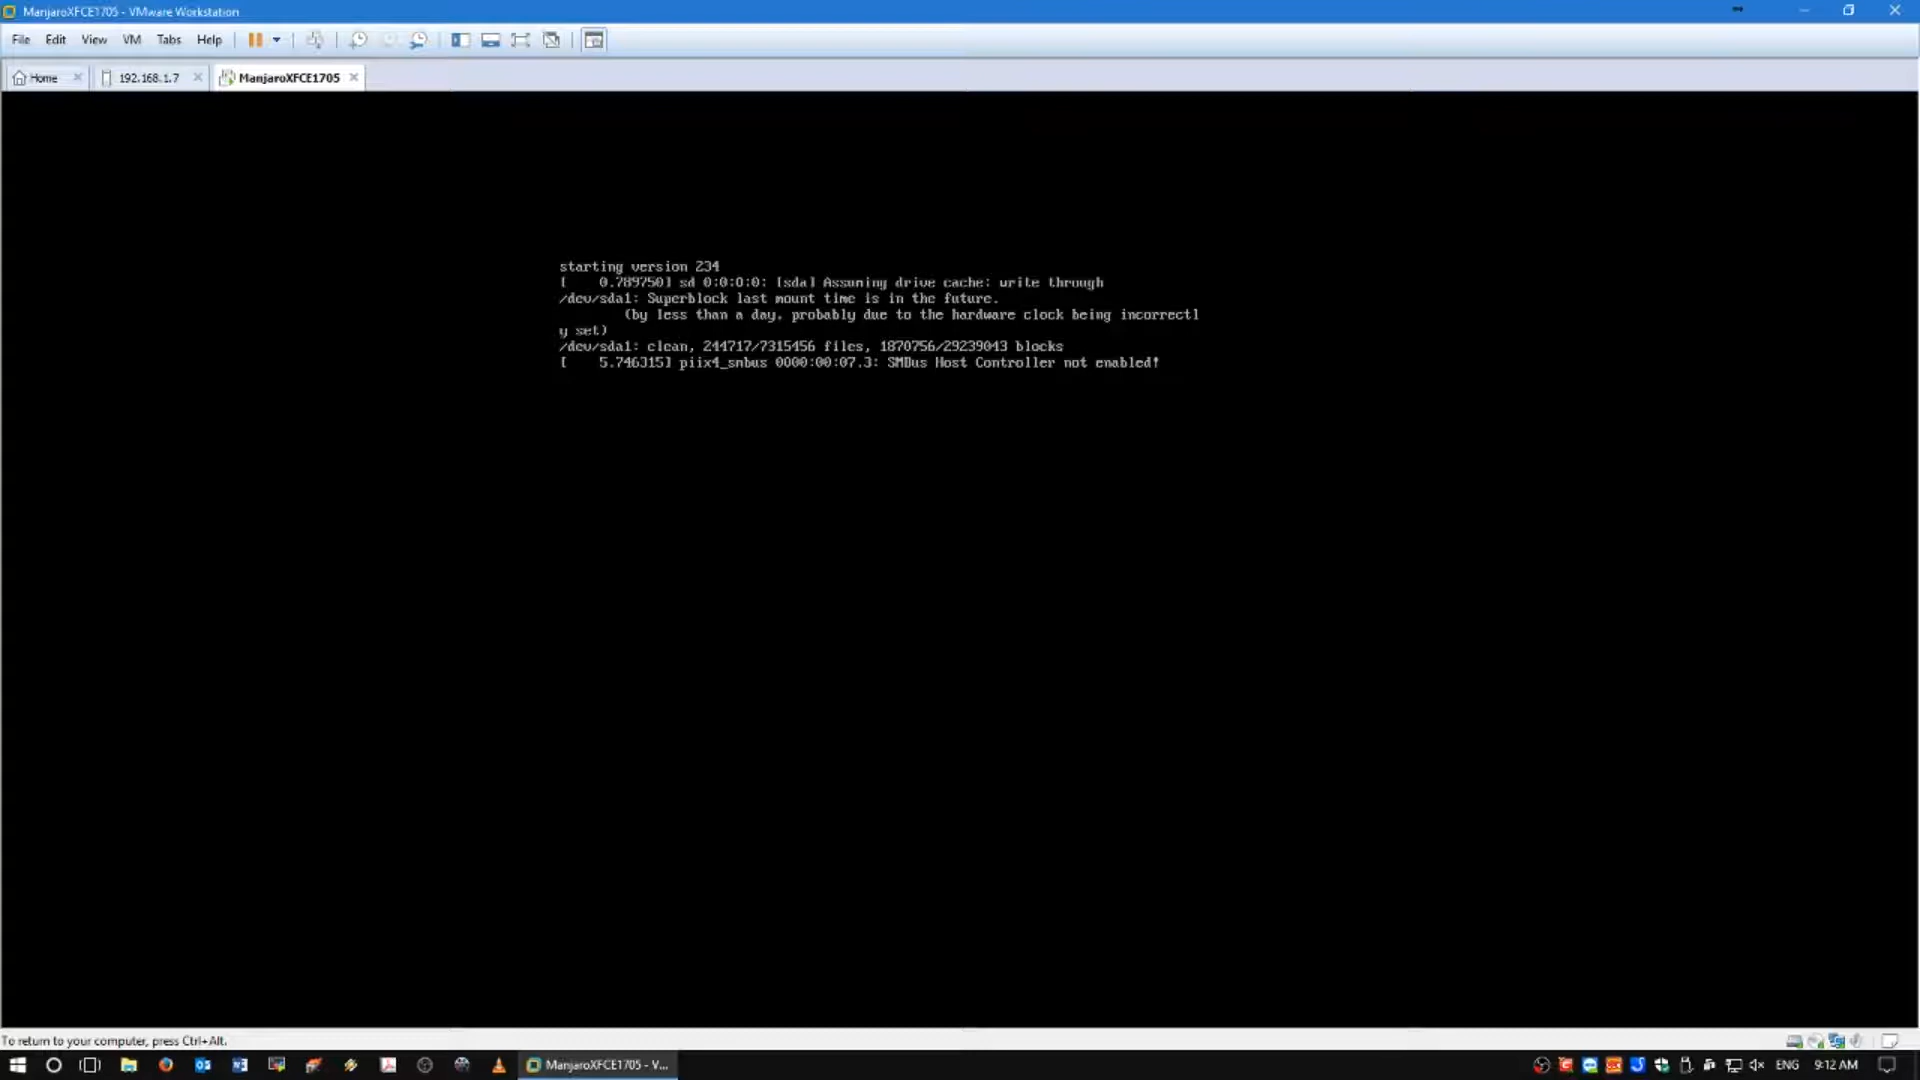 ManjaroXFCE1705 - VMware Workstation
File Edit View VM Tabs Help
Home 192.168.1.7 ManjaroXFCE1705
starting version 234
[    0.789750] sd 0:0:0:0: [sda] Assuming drive cache: write through
/dev/sda1: Superblock last mount time is in the future.
(by less than a day, probably due to the hardware clock being incorrectl
y set)
/dev/sda1: clean, 244717/7315456 files, 1870756/29239043 blocks
[    5.746315] piix4_smbus 0000:00:07.3: SMBus Host Controller not enabled!
To return to your computer, press Ctrl+Alt.
ManjaroXFCE1705 - V... ENG 9:12 AM